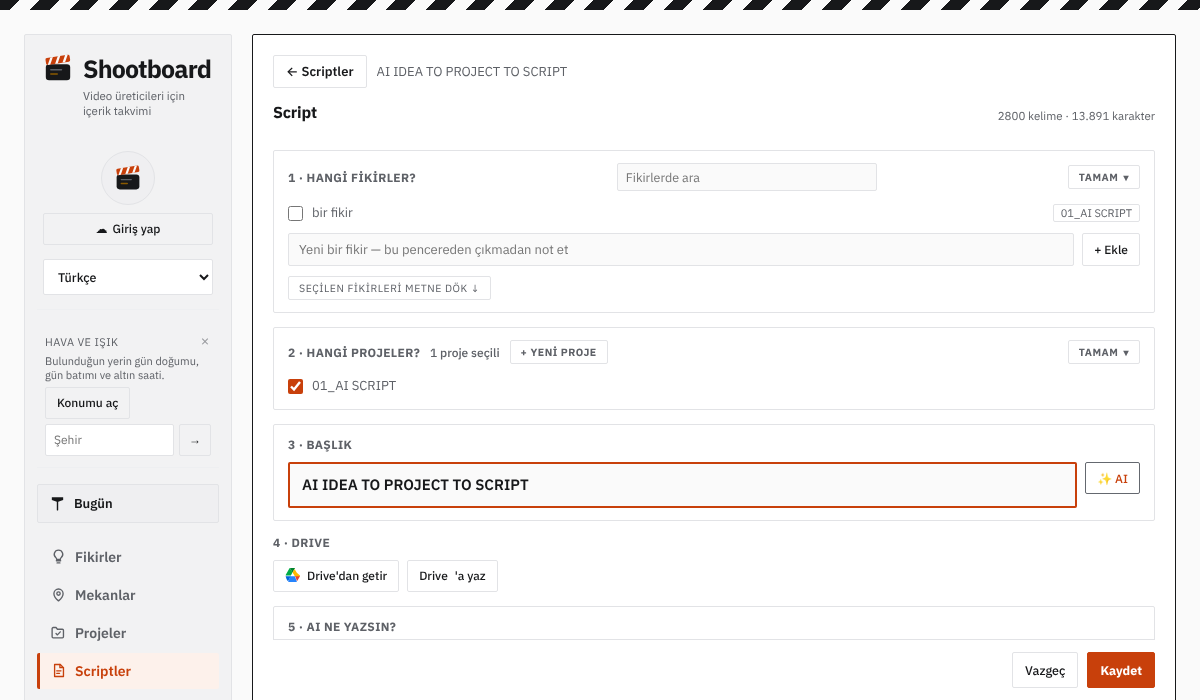 Shootboard
Video üreticileri için
içerik takvimi
☁ Giriş yap
Türkçe
HAVA VE IŞIK ×
Bulunduğun yerin gün doğumu,
gün batımı ve altın saati.
Konumu aç
Şehir →
Bugün
Fikirler
Mekanlar
Projeler
Scriptler
← Scriptler AI IDEA TO PROJECT TO SCRIPT
Script 2800 kelime · 13.891 karakter
1 · HANGİ FİKİRLER? Fikirlerde ara TAMAM ▾
bir fikir 01_AI SCRIPT
Yeni bir fikir — bu pencereden çıkmadan not et + Ekle
SEÇİLEN FİKİRLERİ METNE DÖK ↓
2 · HANGİ PROJELER? 1 proje seçili + YENİ PROJE TAMAM ▾
01_AI SCRIPT
3 · BAŞLIK
AI IDEA TO PROJECT TO SCRIPT ✨ AI
4 · DRIVE
Drive'dan getir Drive 'a yaz
5 · AI NE YAZSIN?
Vazgeç Kaydet